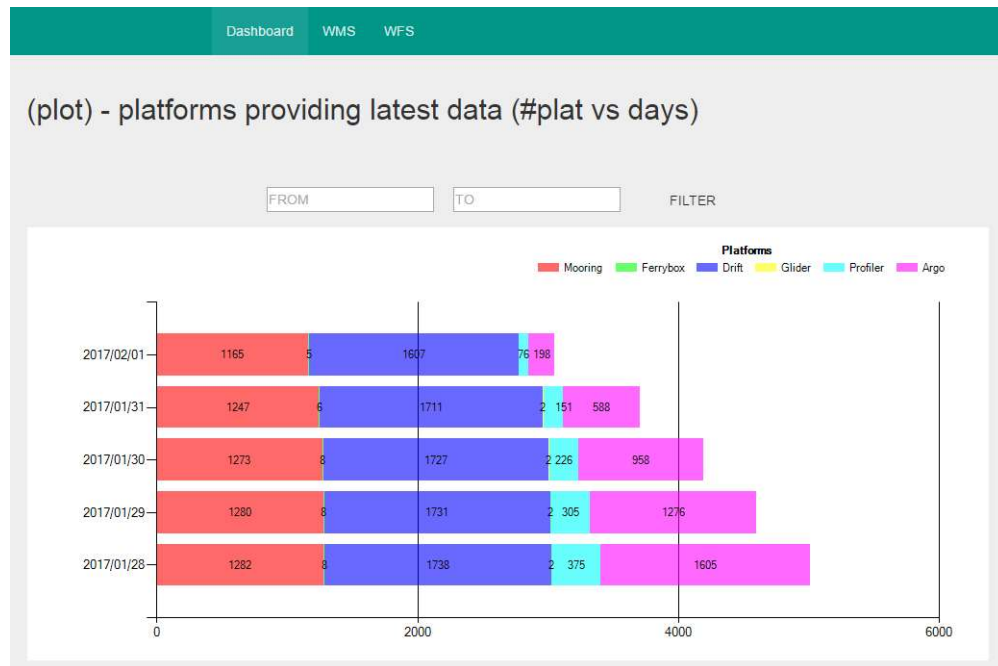 Dashboard WMS WFS
(plot) - platforms providing latest data (#plat vs days)
FROM TO FILTER
Platforms
Mooring Ferrybox Drift Glider Profiler Argo
2017/02/01 1165 5 1607 76 198
2017/01/31 1247 6 1711 2 151 588
2017/01/30 1273 8 1727 2 226 958
2017/01/29 1280 8 1731 2 305 1276
2017/01/28 1282 8 1738 2 375 1605
0 2000 4000 6000